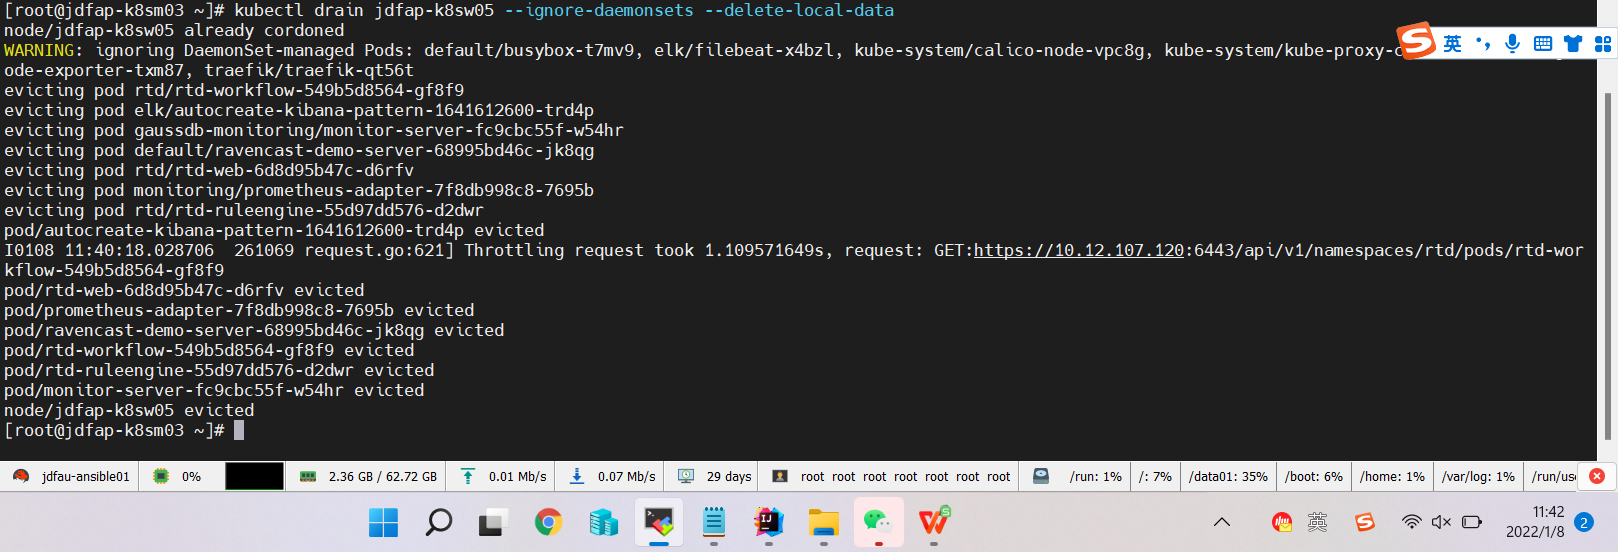 [root@jdfap-k8sm03 ~]# kubectl drain jdfap-k8sw05 --ignore-daemonsets --delete-local-data
node/jdfap-k8sw05 already cordoned
WARNING: ignoring DaemonSet-managed Pods: default/busybox-t7mv9, elk/filebeat-x4bzl, kube-system/calico-node-vpc8g, kube-system/kube-proxy-c
ode-exporter-txm87, traefik/traefik-qt56t
evicting pod rtd/rtd-workflow-549b5d8564-gf8f9
evicting pod elk/autocreate-kibana-pattern-1641612600-trd4p
evicting pod gaussdb-monitoring/monitor-server-fc9cbc55f-w54hr
evicting pod default/ravencast-demo-server-68995bd46c-jk8qg
evicting pod rtd/rtd-web-6d8d95b47c-d6rfv
evicting pod monitoring/prometheus-adapter-7f8db998c8-7695b
evicting pod rtd/rtd-ruleengine-55d97dd576-d2dwr
pod/autocreate-kibana-pattern-1641612600-trd4p evicted
I0108 11:40:18.028706  261069 request.go:621] Throttling request took 1.109571649s, request: GET:https://10.12.107.120:6443/api/v1/namespaces/rtd/pods/rtd-wor
kflow-549b5d8564-gf8f9
pod/rtd-web-6d8d95b47c-d6rfv evicted
pod/prometheus-adapter-7f8db998c8-7695b evicted
pod/ravencast-demo-server-68995bd46c-jk8qg evicted
pod/rtd-workflow-549b5d8564-gf8f9 evicted
pod/rtd-ruleengine-55d97dd576-d2dwr evicted
pod/monitor-server-fc9cbc55f-w54hr evicted
node/jdfap-k8sw05 evicted
[root@jdfap-k8sm03 ~]#
英
jdfau-ansible01 0% 2.36 GB / 62.72 GB 0.01 Mb/s 0.07 Mb/s 29 days root root root root root root root /run: 1% /: 7% /data01: 35% /boot: 6% /home: 1% /var/log: 1% /run/us
英
11:42
2022/1/8
2